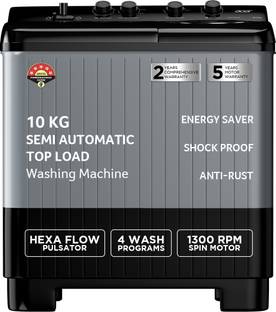 2 YEARS COMPREHENSIVE WARRANTY
5 YEARS MOTOR WARRANTY
10 KG
SEMI AUTOMATIC
TOP LOAD
Washing Machine
ENERGY SAVER
SHOCK PROOF
ANTI-RUST
HEXA FLOW
PULSATOR
4 WASH
PROGRAMS
1300 RPM
SPIN MOTOR